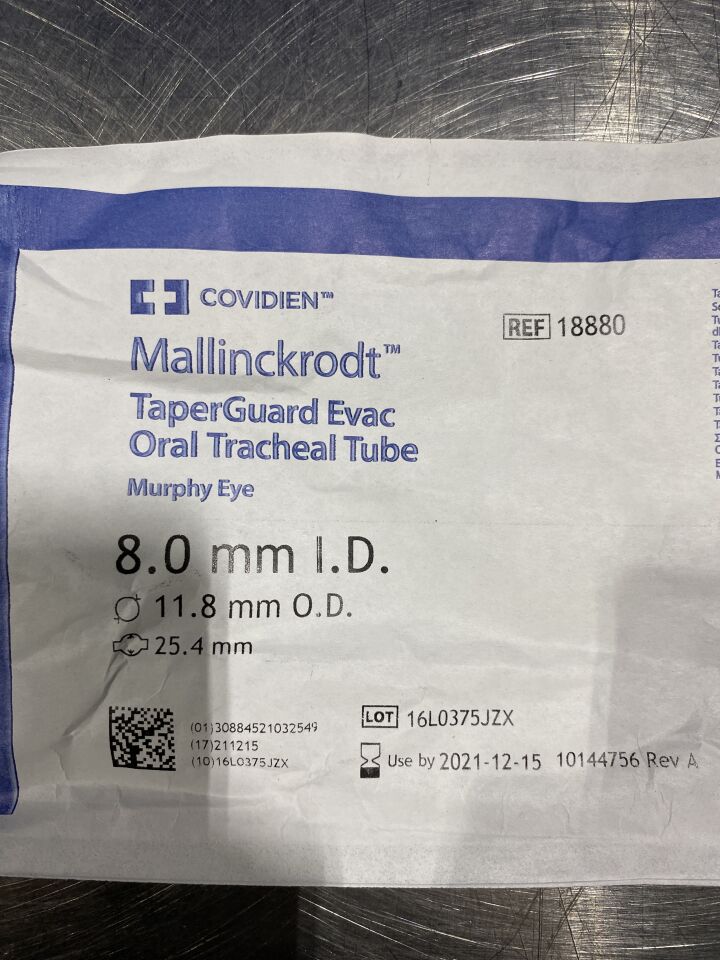 COVIDIEN™
REF 18880
Mallinckrodt™
TaperGuard Evac
Oral Tracheal Tube
Murphy Eye
8.0 mm I.D.
11.8 mm O.D.
25.4 mm
(01)30884521032549
(17)211215
(10)16L0375JZX
LOT 16L0375JZX
Use by 2021-12-15 10144756 Rev A